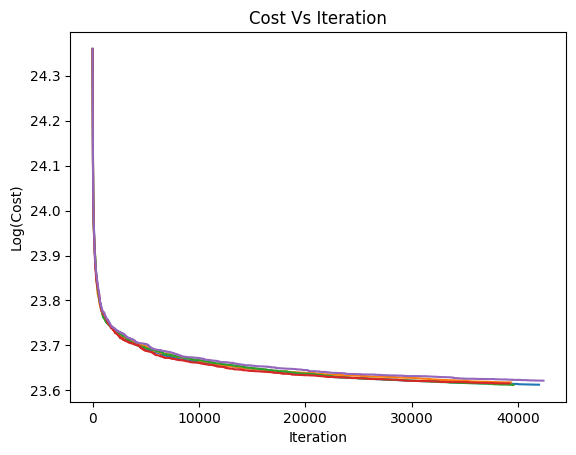 Cost Vs Iteration
Log(Cost)
24.3
24.2
24.1
24.0
23.9
23.8
23.7
23.6
0 10000 20000 30000 40000
Iteration